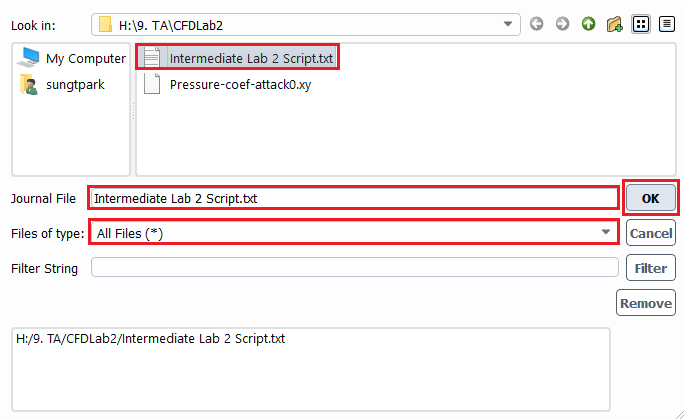 Look in: H:\9. TA\CFDLab2
My Computer
sungtpark
Intermediate Lab 2 Script.txt
Pressure-coef-attack0.xy
Journal File Intermediate Lab 2 Script.txt OK
Files of type: All Files (*) Cancel
Filter String Filter
Remove
H:/9. TA/CFDLab2/Intermediate Lab 2 Script.txt